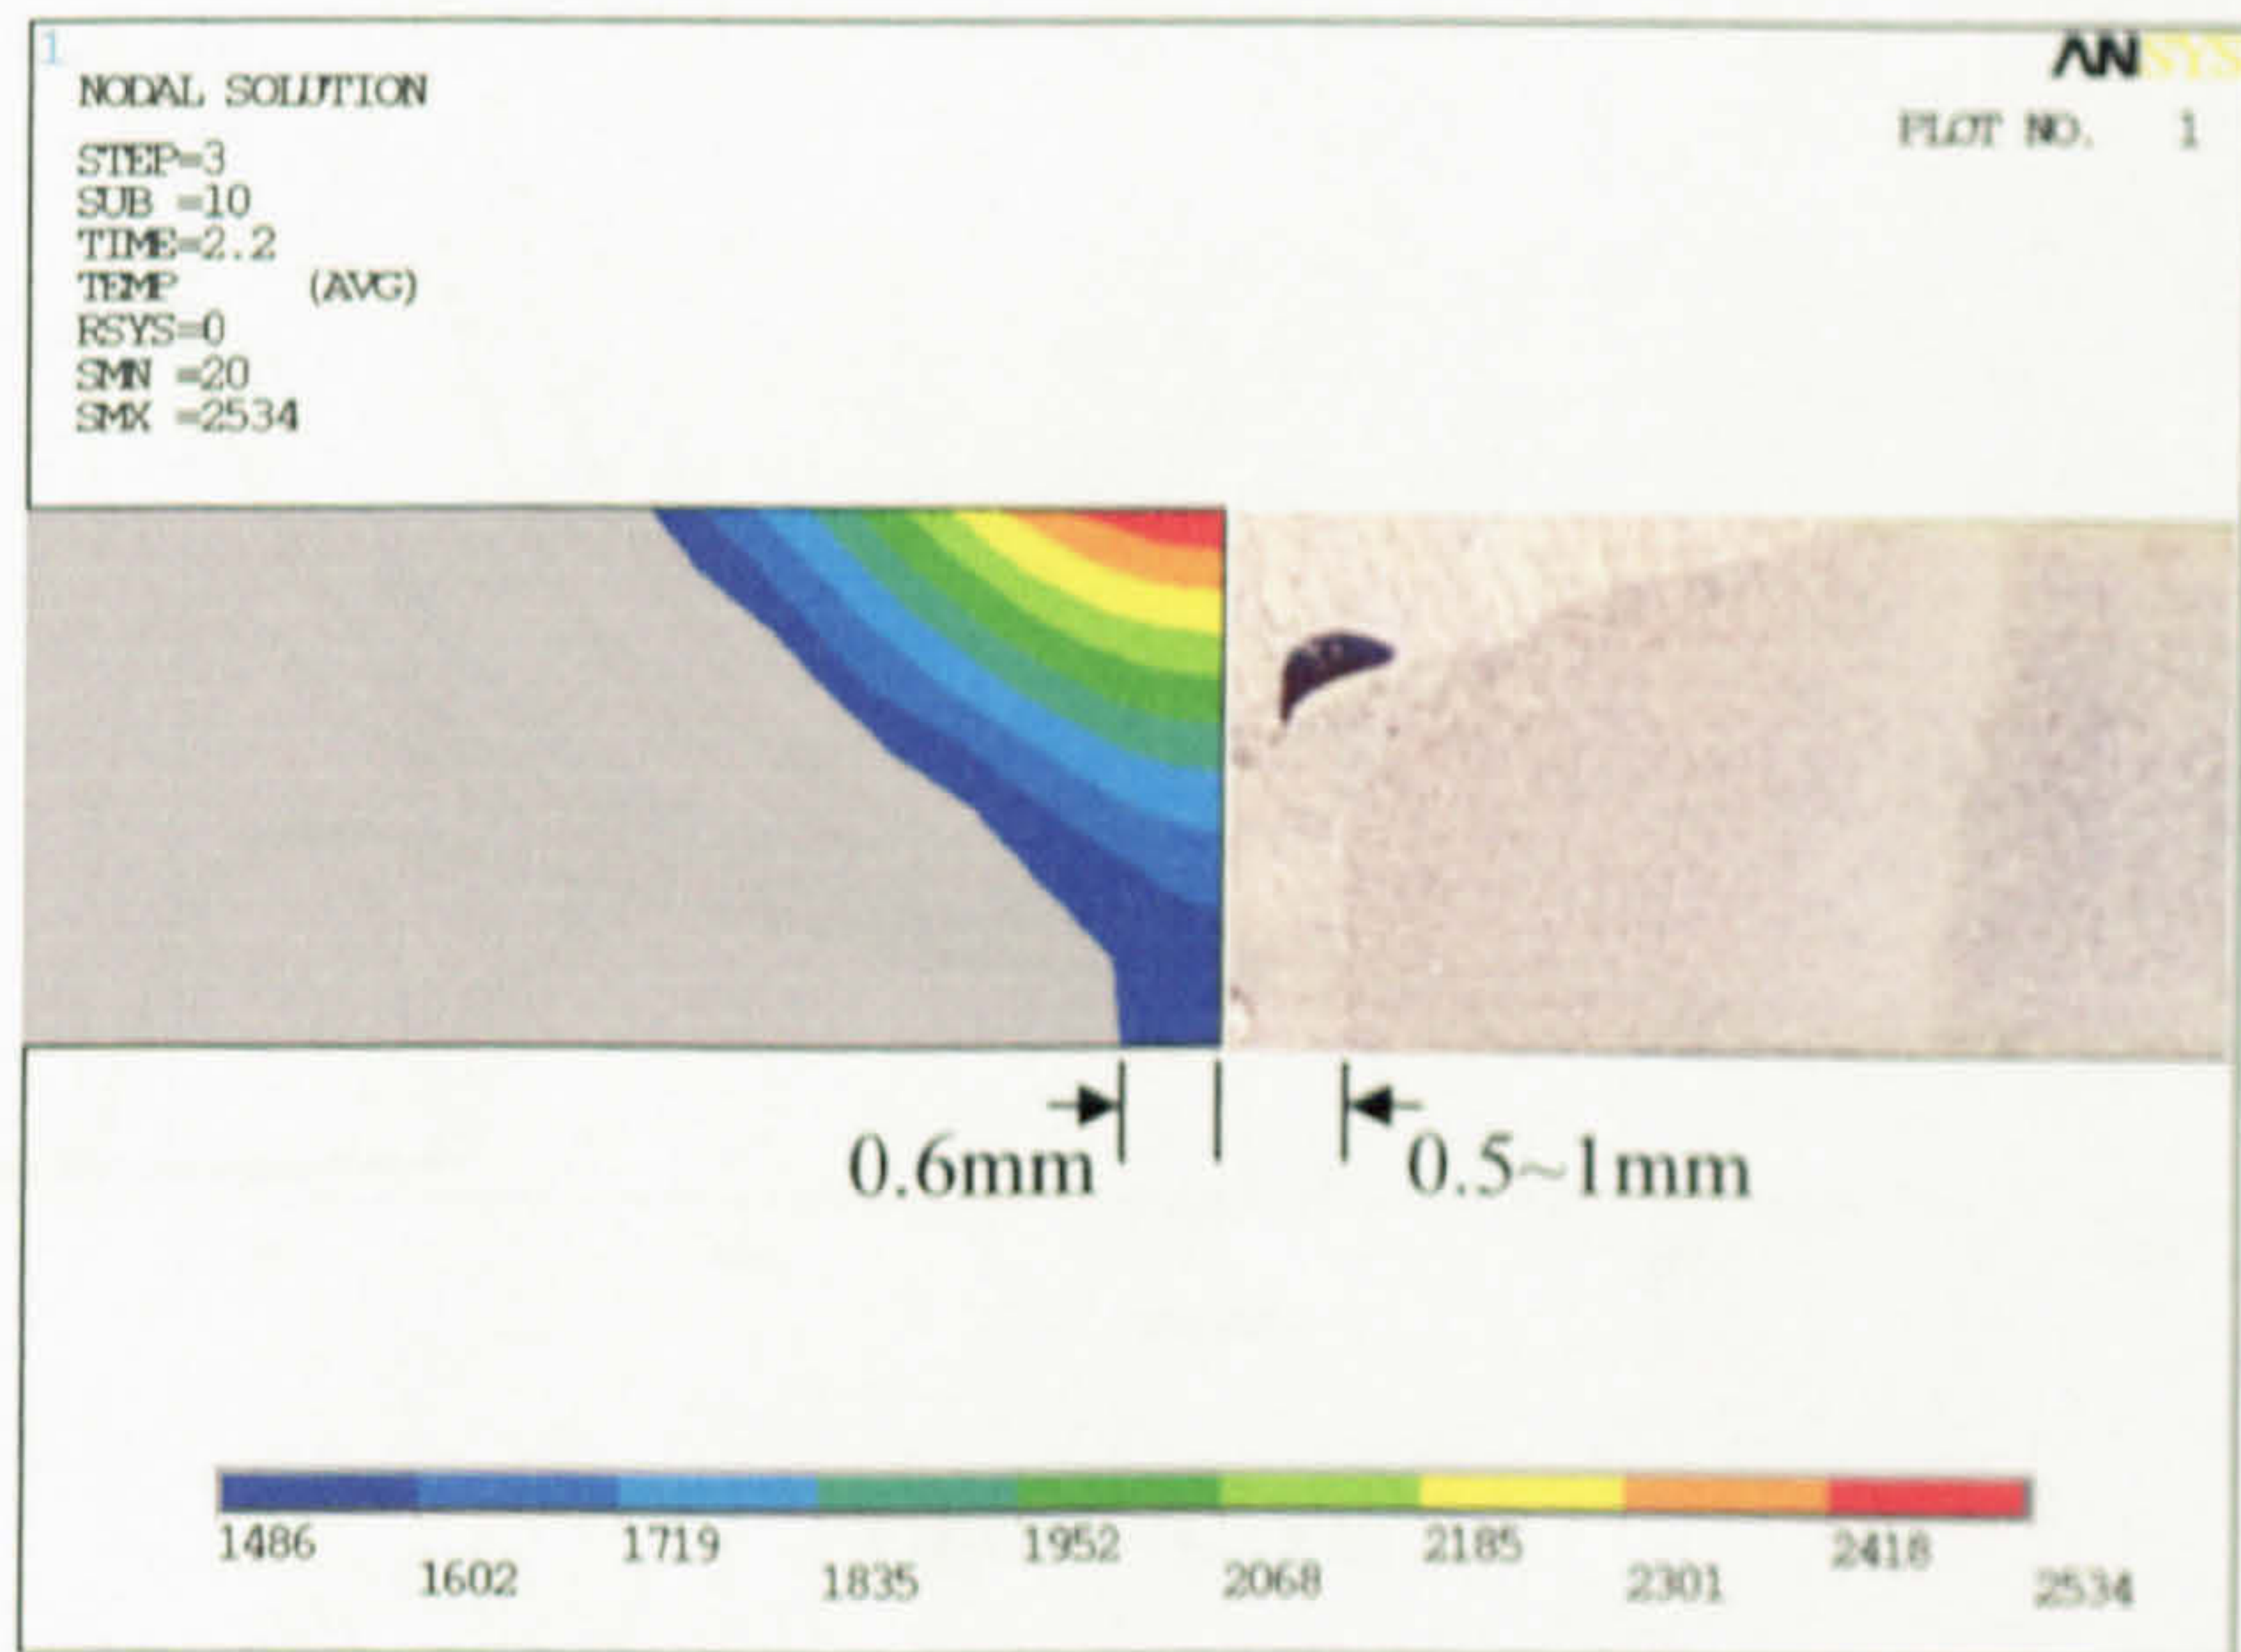 1
ANSYS
NODAL SOLUTION
PLOT NO. 1
STEP=3
SUB =10
TIME=2.2
TEMP (AVG)
RSYS=0
SMN =20
SMX =2534
0.6mm
0.5~1mm
1486 1719 1952 2185 2418
1602 1835 2068 2301 2534